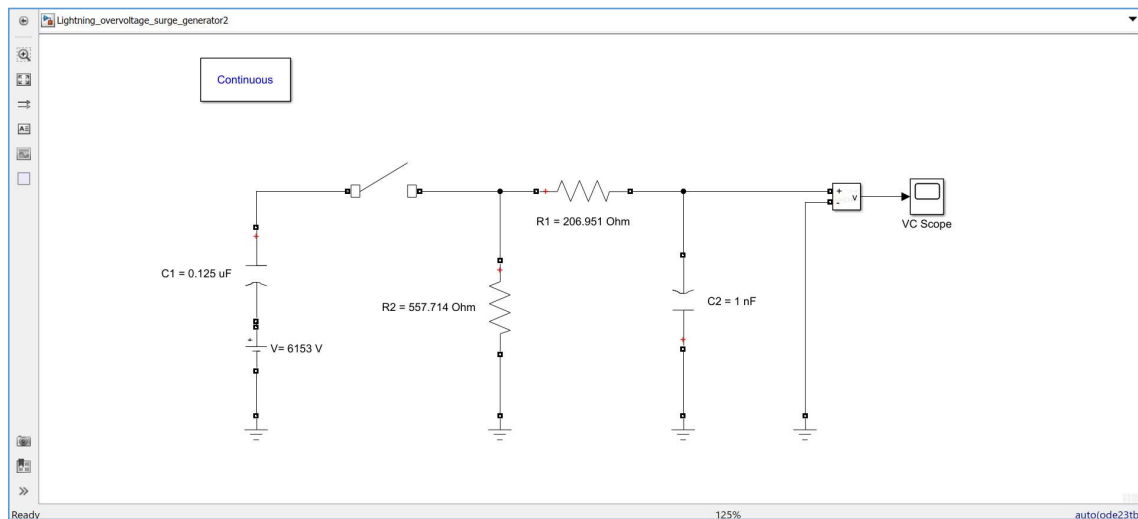 Lightning_overvoltage_surge_generator2
Continuous
R1 = 206.951 Ohm
+
-
v
VC Scope
C1 = 0.125 uF
R2 = 557.714 Ohm
C2 = 1 nF
+
V= 6153 V
Ready
125%
auto(ode23tb